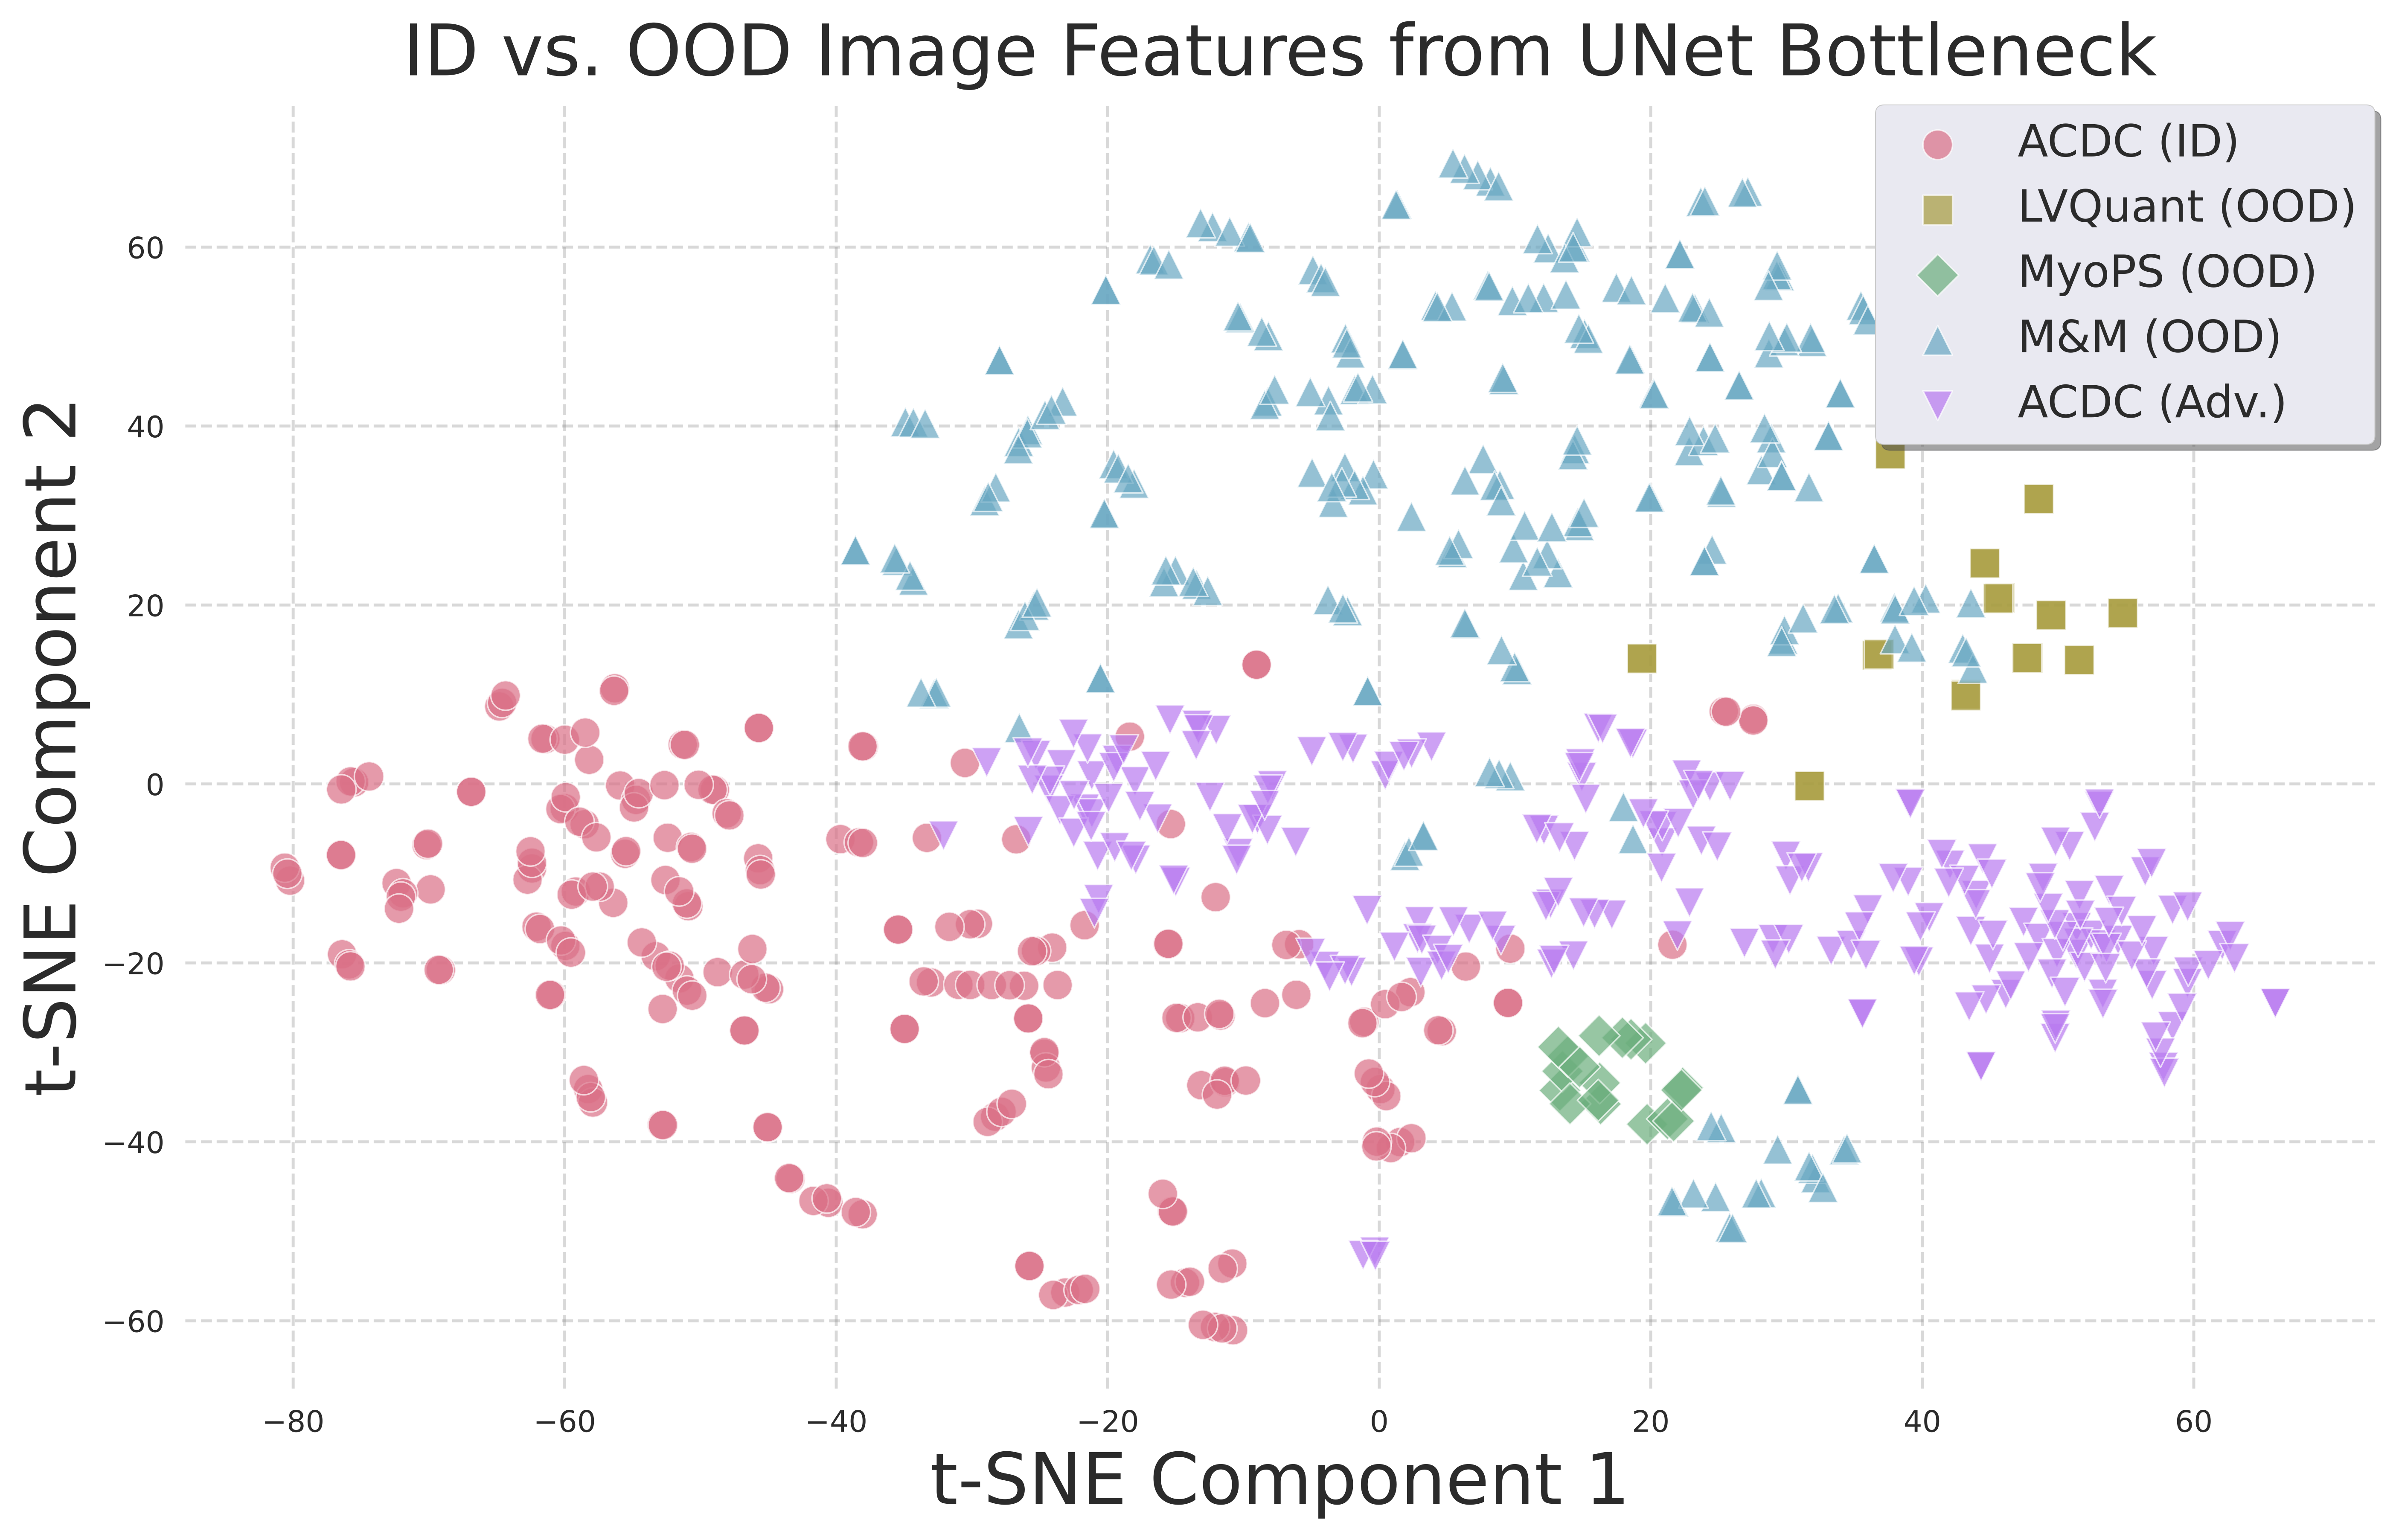 ID vs. OOD Image Features from UNet Bottleneck
ACDC (ID)
LVQuant (OOD)
MyoPS (OOD)
M&M (OOD)
ACDC (Adv.)
t-SNE Component 2
60
40
20
0
−20
−40
−60
−80
−60
−40
−20
0
20
40
60
t-SNE Component 1